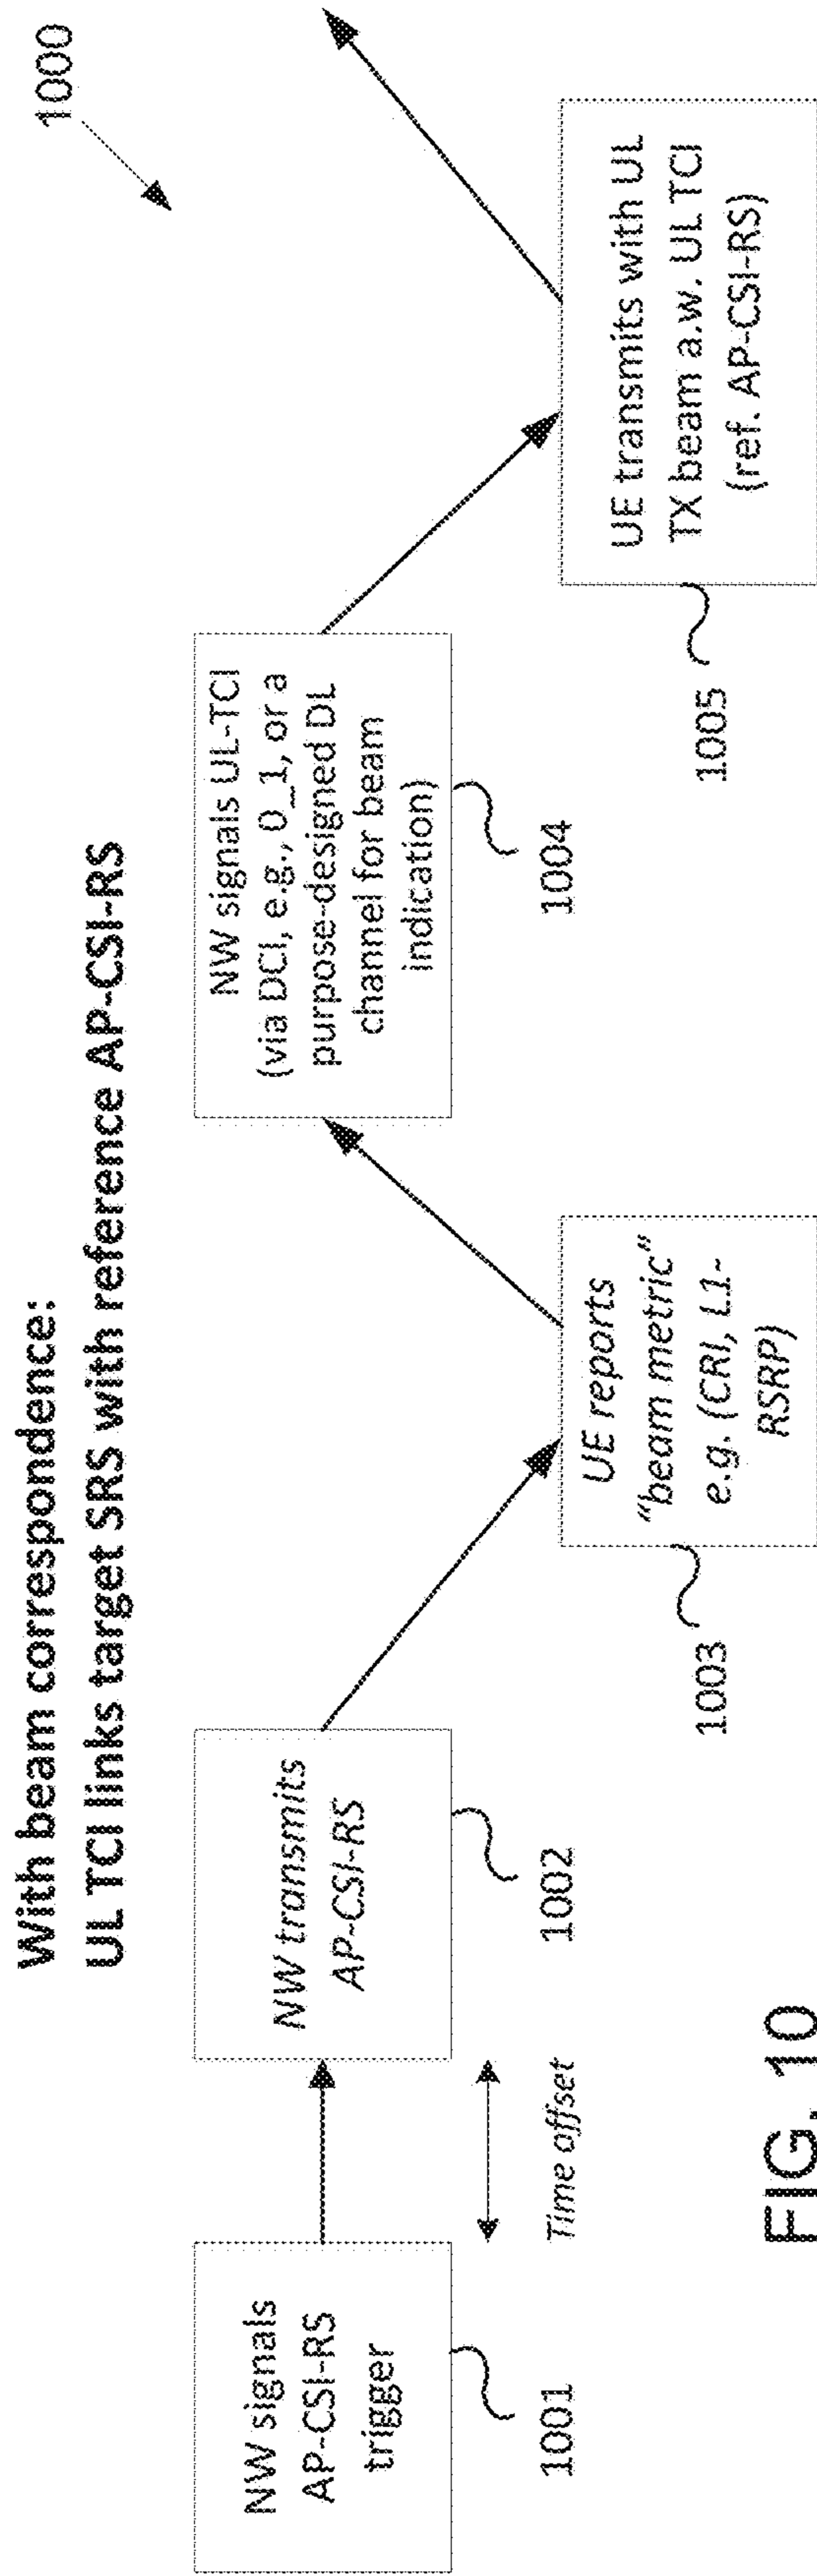 1000
With beam correspondence:
UL TCI links target SRS with reference AP-CSI-RS
NW signals
AP-CSI-RS
trigger
1001
Time offset
NW transmits
AP-CSI-RS
1002
UE reports
“beam metric”
e.g. (CRI, L1-
RSRP)
1003
NW signals UL-TCI
(via DCI, e.g., 0_1, or a
purpose-designed DL
channel for beam
indication)
1004
UE transmits with UL
TX beam a.w. UL TCI
(ref. AP-CSI-RS)
1005
FIG. 10